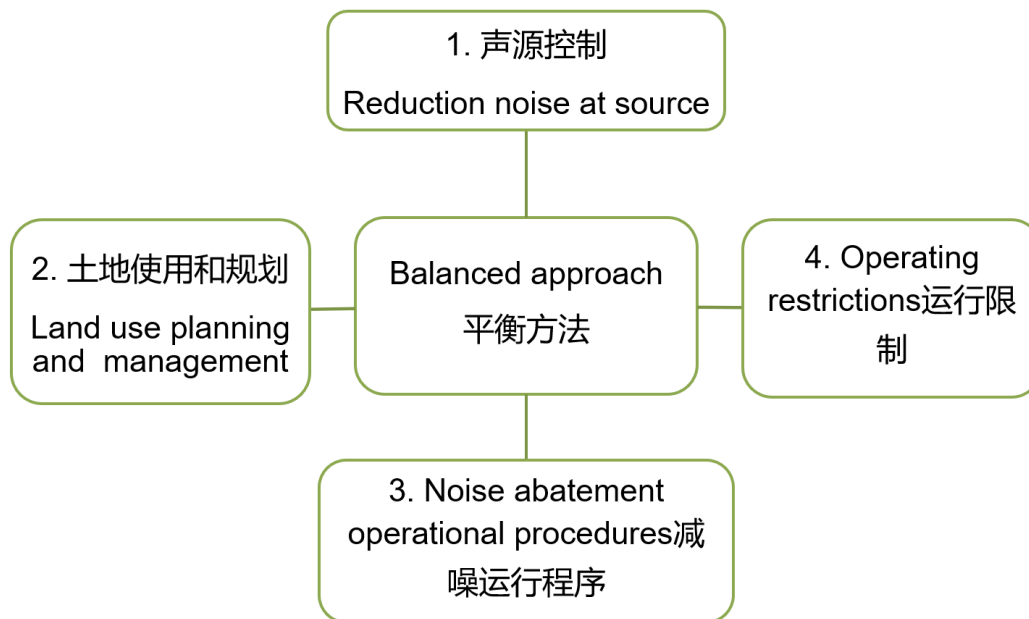 1. 声源控制
Reduction noise at source
2. 土地使用和规划
Land use planning
and management
Balanced approach
平衡方法
4. Operating
restrictions运行限
制
3. Noise abatement
operational procedures减
噪运行程序